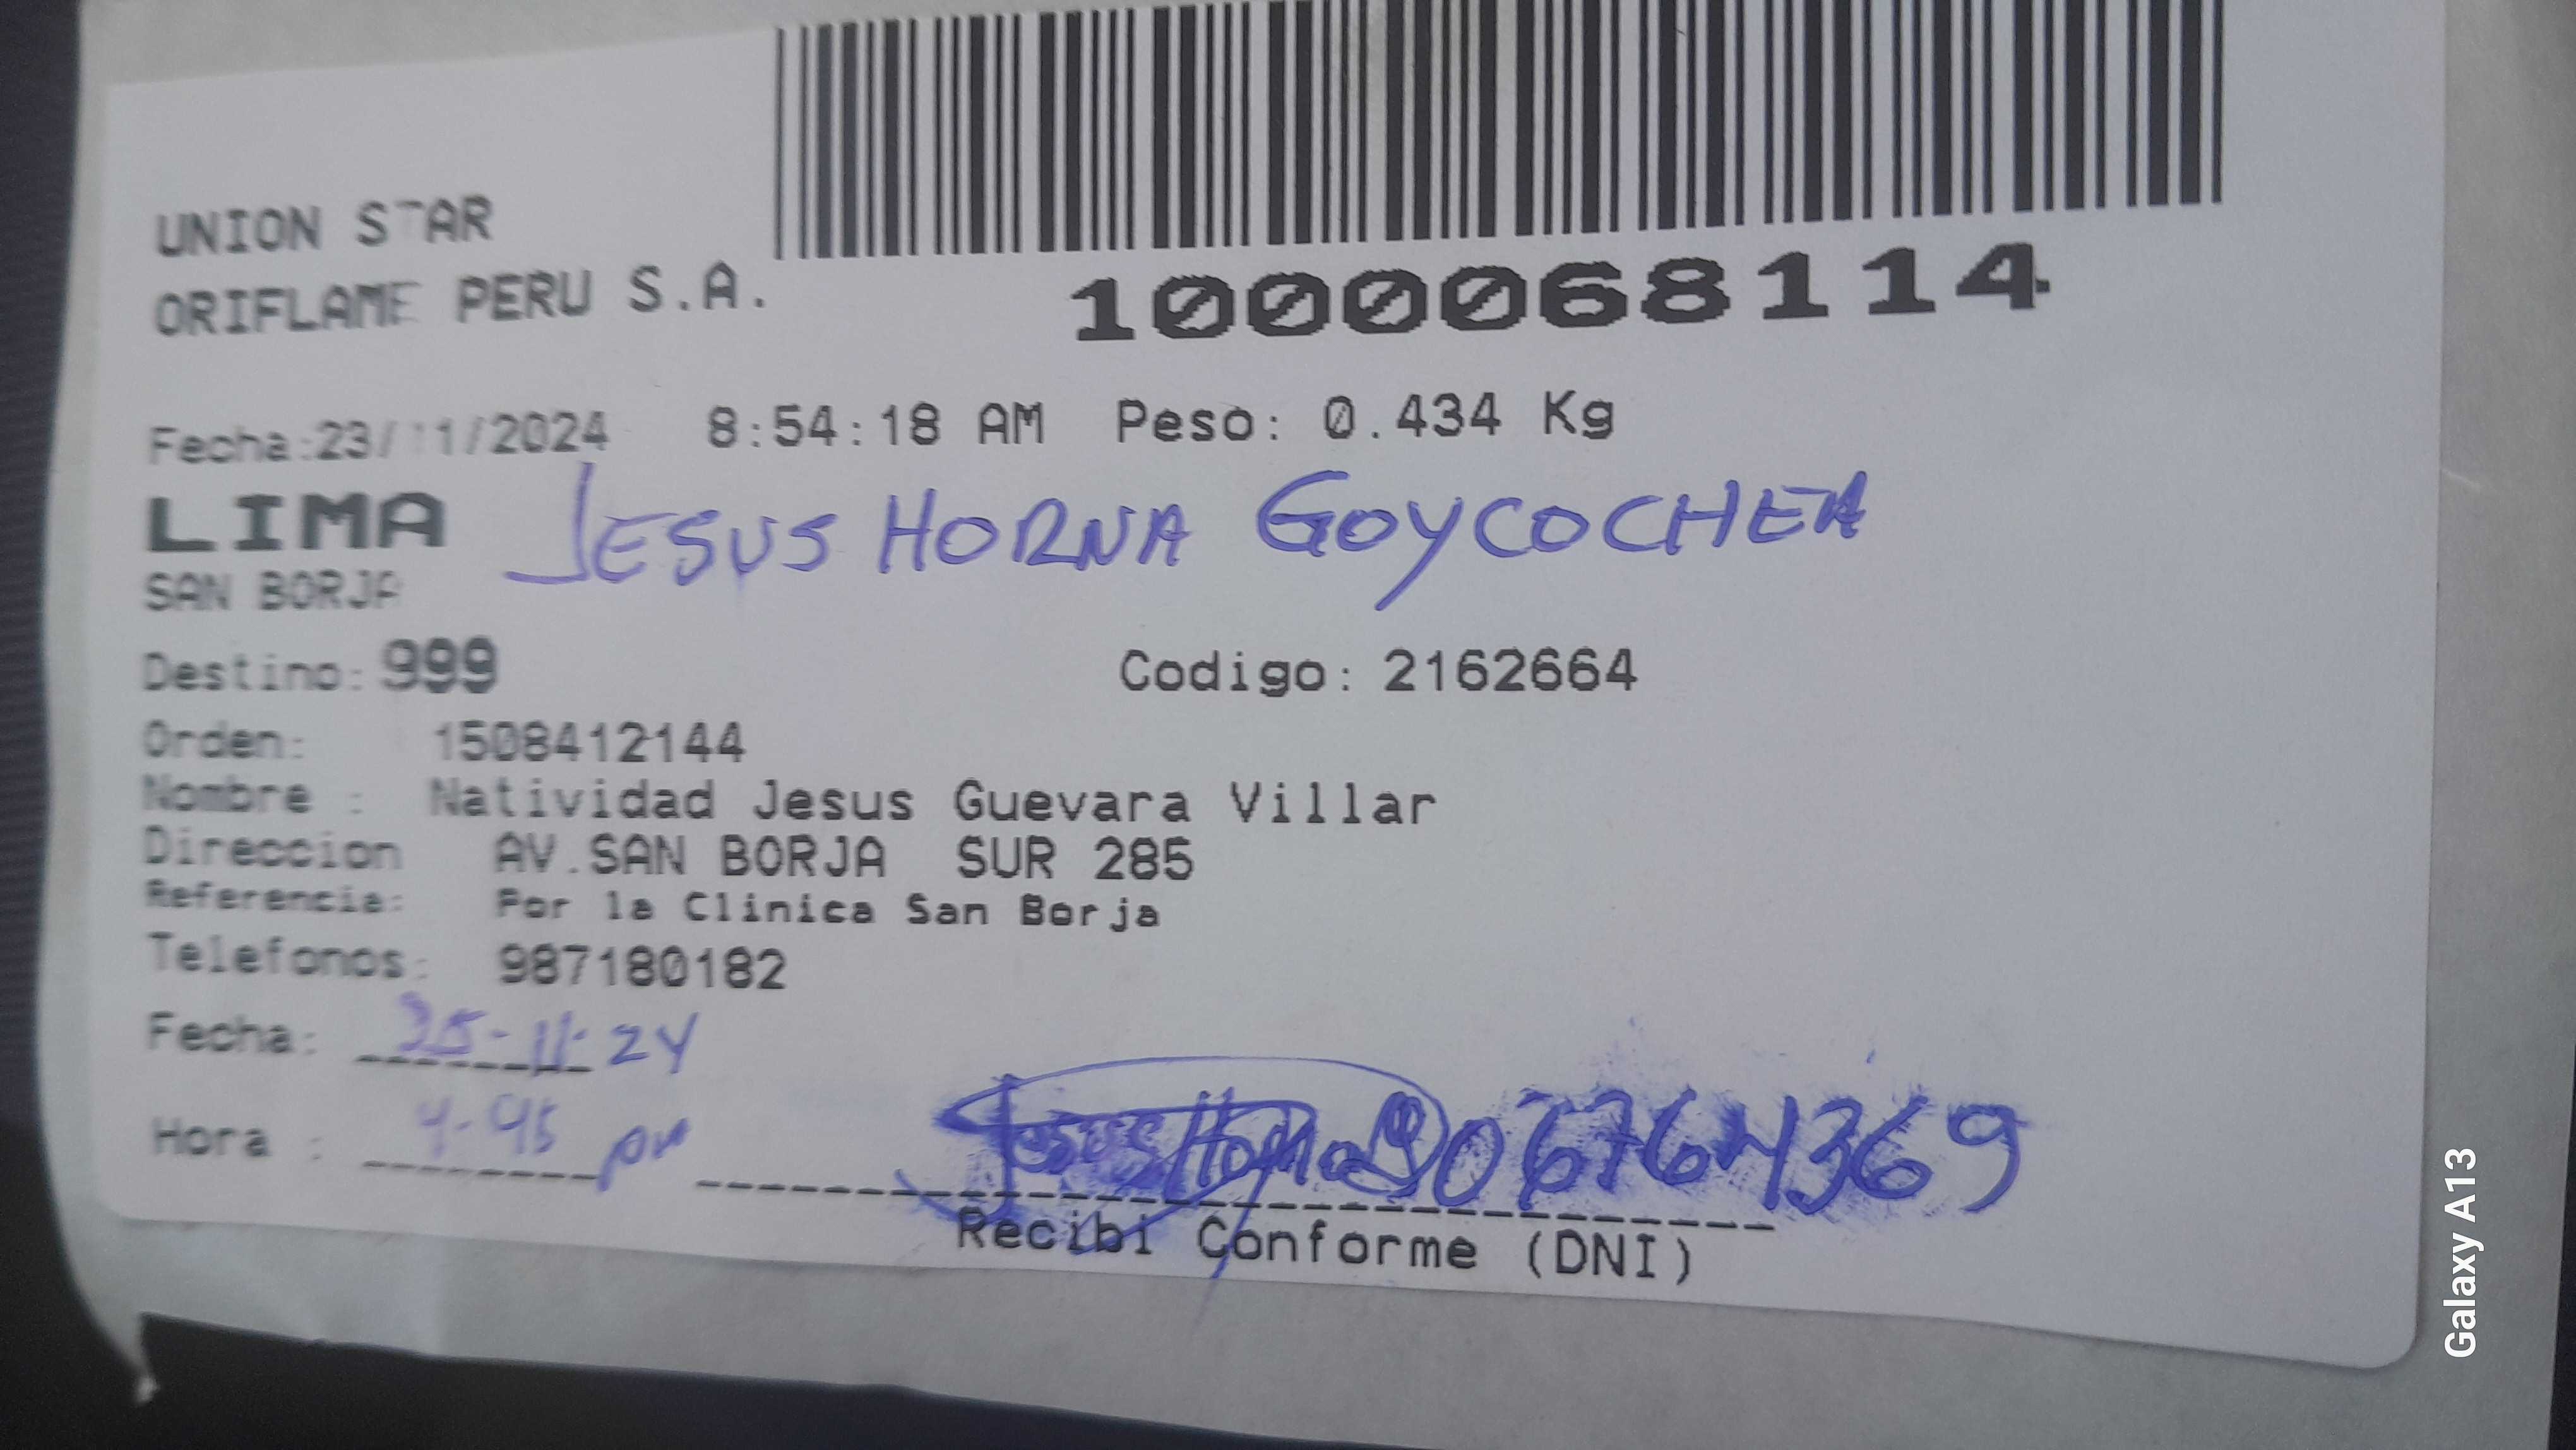 UNION STAR
ORIFLAME PERU S.A.
1000068114
Fecha:23/11/2024 8:54:18 AM Peso: 0.434 Kg
LIMA JESUS HORNA GOYCOCHEA
SAN BORJA
Destino: 999 Codigo: 2162664
Orden: 1508412144
Nombre : Natividad Jesus Guevara Villar
Direccion AV.SAN BORJA SUR 285
Referencia: Por la Clinica San Borja
Telefonos: 987180182
Fecha: 25-11-24
Hora : 4-45 pm
Jesus Horna
Recibi Conforme (DNI)
Galaxy A13